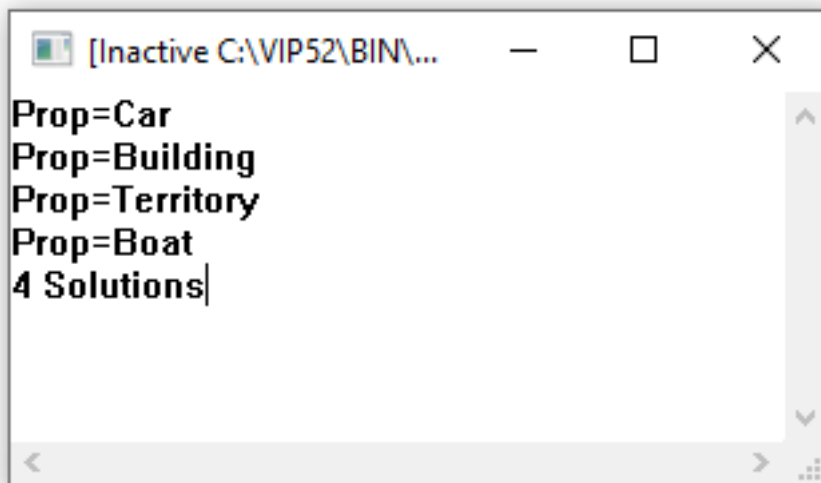 [Inactive C:\VIP52\BIN\...
Prop=Car
Prop=Building
Prop=Territory
Prop=Boat
4 Solutions